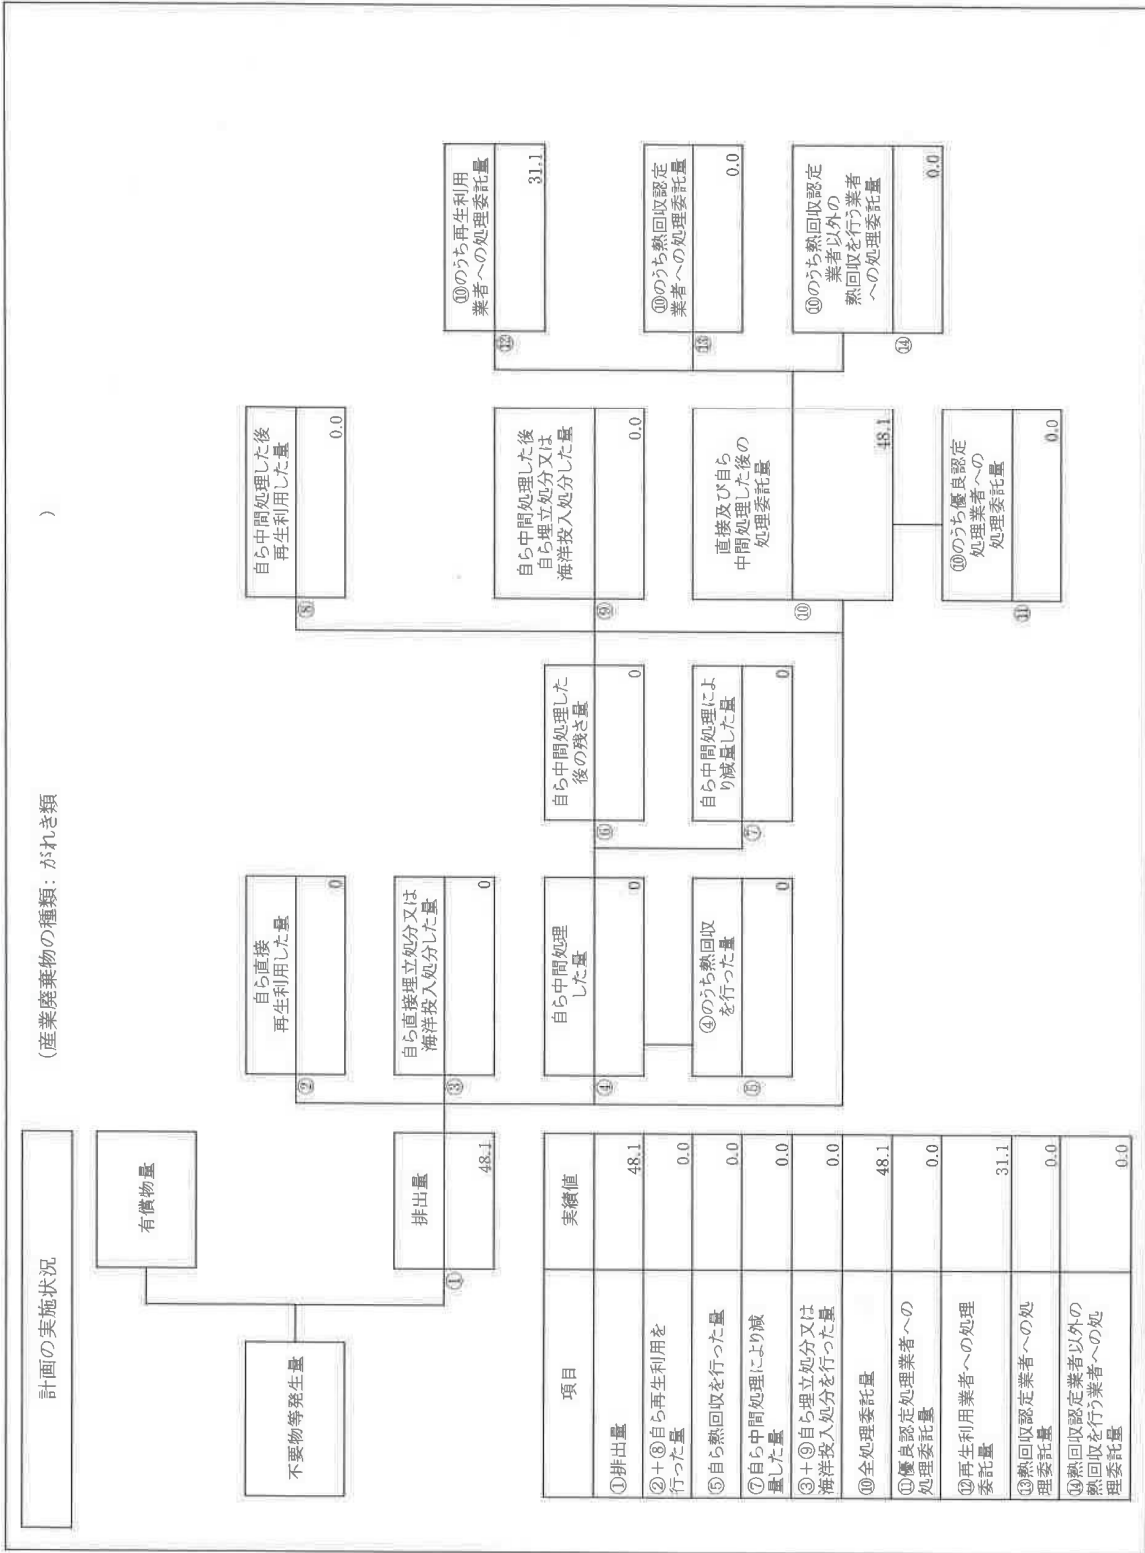 計画の実施状況
(産業廃棄物の種類: がれき類
)
不要物等発生量
有償物量
①
排出量
48.1
②
自ら直接
再生利用した量
0
③
自ら直接埋立処分又は
海洋投入処分した量
0
④
自ら中間処理
した量
0
⑤
④のうち熱回収
を行った量
0
⑥
自ら中間処理した
後の残さ量
0
⑦
自ら中間処理によ
り減量した量
0
⑧
自ら中間処理した後
再生利用した量
0.0
⑨
自ら中間処理した後
自ら埋立処分又は
海洋投入処分した量
0.0
⑩
直接及び自ら
中間処理した後の
処理委託量
48.1
⑪
⑩のうち優良認定
処理業者への
処理委託量
0.0
⑫
⑩のうち再生利用
業者への処理委託量
31.1
⑬
⑩のうち熱回収認定
業者への処理委託量
0.0
⑭
⑩のうち熱回収認定
業者以外の
熱回収を行う業者
への処理委託量
0.0
項目 実績値
①排出量 48.1
②+⑧自ら再生利用を
行った量 0.0
⑤自ら熱回収を行った量 0.0
⑦自ら中間処理により減
量した量 0.0
③+⑨自ら埋立処分又は
海洋投入処分を行った量 0.0
⑩全処理委託量 48.1
⑪優良認定処理業者への
処理委託量 0.0
⑫再生利用業者への処理
委託量 31.1
⑬熱回収認定業者への処
理委託量 0.0
⑭熱回収認定業者以外の
熱回収を行う業者への処
理委託量 0.0